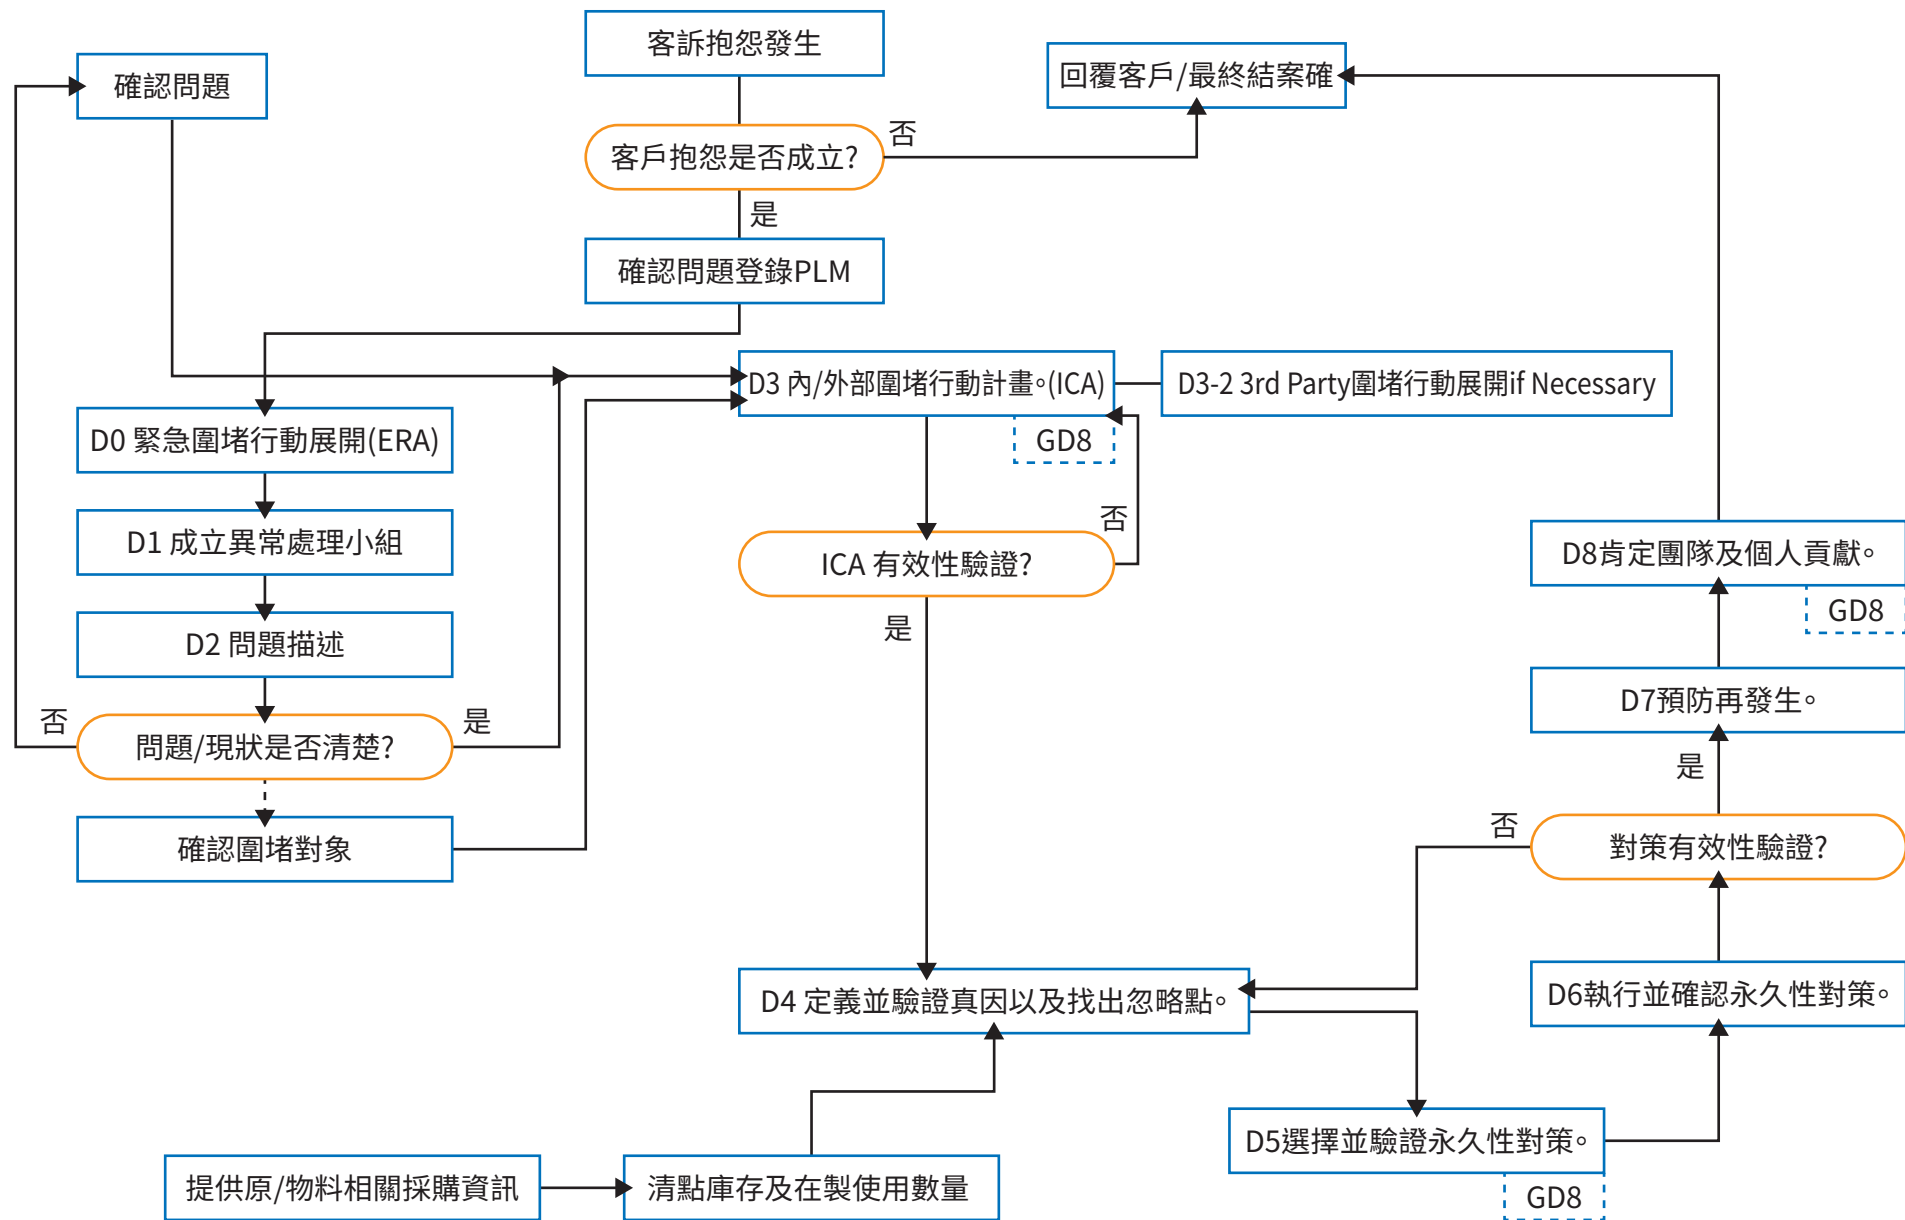 客訴抱怨發生
確認問題
回覆客戶/最終結案確
否
客戶抱怨是否成立?
是
確認問題登錄PLM
D3 內/外部圍堵行動計畫。(ICA)
D3-2 3rd Party圍堵行動展開if Necessary
GD8
D0 緊急圍堵行動展開(ERA)
D1 成立異常處理小組
D2 問題描述
否
是
問題/現狀是否清楚?
確認圍堵對象
否
ICA 有效性驗證?
是
D8肯定團隊及個人貢獻。
GD8
D7預防再發生。
是
否
對策有效性驗證?
D6執行並確認永久性對策。
D4 定義並驗證真因以及找出忽略點。
D5選擇並驗證永久性對策。
GD8
提供原/物料相關採購資訊
清點庫存及在製使用數量